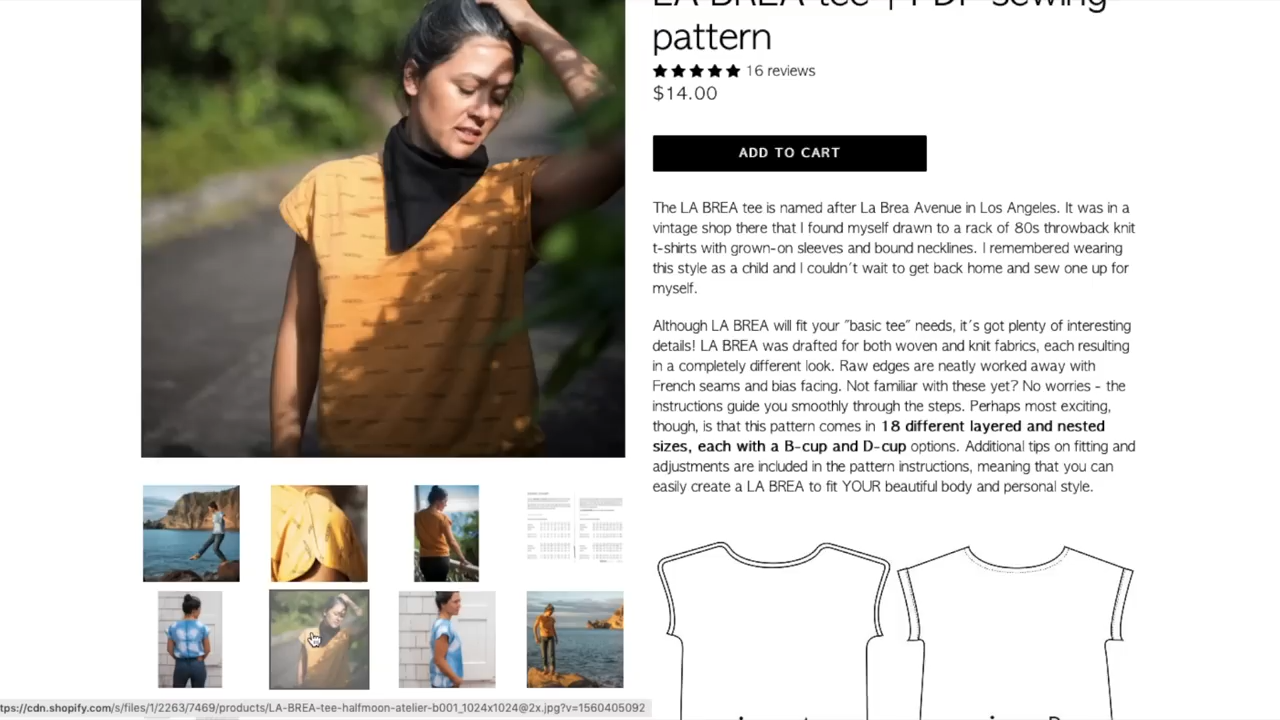 LA BREA tee | PDF sewing
pattern
16 reviews
$14.00
ADD TO CART
The LA BREA tee is named after La Brea Avenue in Los Angeles. It was in a
vintage shop there that I found myself drawn to a rack of 80s throwback knit
t-shirts with grown-on sleeves and bound necklines. I remembered wearing
this style as a child and I couldn't wait to get back home and sew one up for
myself.
Although LA BREA will fit your "basic tee" needs, it's got plenty of interesting
details! LA BREA was drafted for both woven and knit fabrics, each resulting
in a completely different look. Raw edges are neatly worked away with
French seams and bias facing. Not familiar with these yet? No worries - the
instructions guide you smoothly through the steps. Perhaps most exciting,
though, is that this pattern comes in 18 different layered and nested
sizes, each with a B-cup and D-cup options. Additional tips on fitting and
adjustments are included in the pattern instructions, meaning that you can
easily create a LA BREA to fit YOUR beautiful body and personal style.
tps://cdn.shopify.com/s/files/1/2263/7469/products/LA-BREA-tee-halfmoon-atelier-b001_1024x1024@2x.jpg?v=1560405092